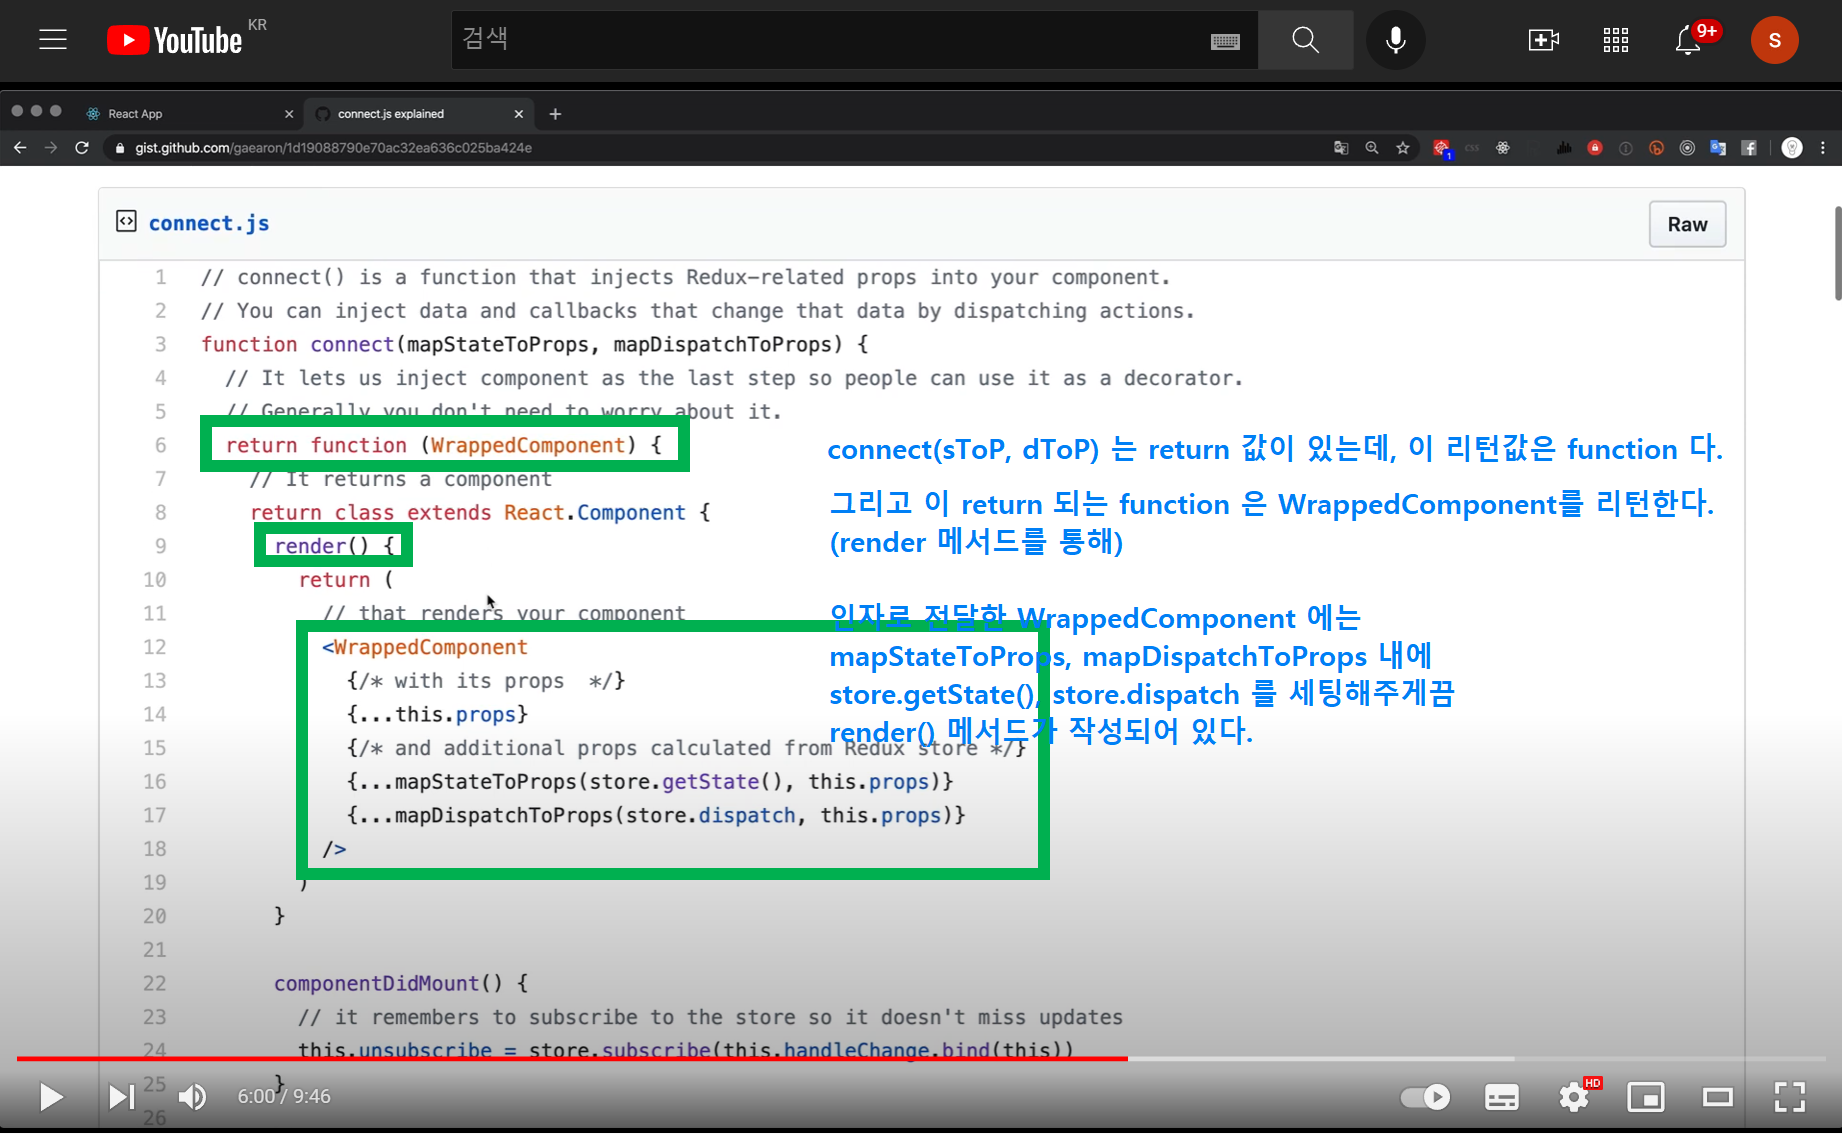 YouTube KR
검색
9+
S
React App
connect.js explained
gist.github.com/gaearon/1d19088790e70ac32ea636c025ba424e
1
connect.js
Raw
1 // connect() is a function that injects Redux-related props into your component.
2 // You can inject data and callbacks that change that data by dispatching actions.
3 function connect(mapStateToProps, mapDispatchToProps) {
4 // It lets us inject component as the last step so people can use it as a decorator.
5 // Generally you don't need to worry about it.
6 return function (WrappedComponent) {
connect(sToP, dToP) 는 return 값이 있는데, 이 리턴값은 function 다.
7 // It returns a component
그리고 이 return 되는 function 은 WrappedComponent를 리턴한다.
8 return class extends React.Component {
9 render() {
(render 메서드를 통해)
10 return (
11 // that renders your component
인자로 전달한 WrappedComponent 에는
12 <WrappedComponent
mapStateToProps, mapDispatchToProps 내에
13 {/* with its props  */}
store.getState(), store.dispatch 를 세팅해주게끔
14 {...this.props}
render() 메서드가 작성되어 있다.
15 {/* and additional props calculated from Redux store */}
16 {...mapStateToProps(store.getState(), this.props)}
17 {...mapDispatchToProps(store.dispatch, this.props)}
18 />
19 )
20 }
21
22 componentDidMount() {
23 // it remembers to subscribe to the store so it doesn't miss updates
24 this.unsubscribe = store.subscribe(this.handleChange.bind(this))
25 }
26
6:00 / 9:46
HD